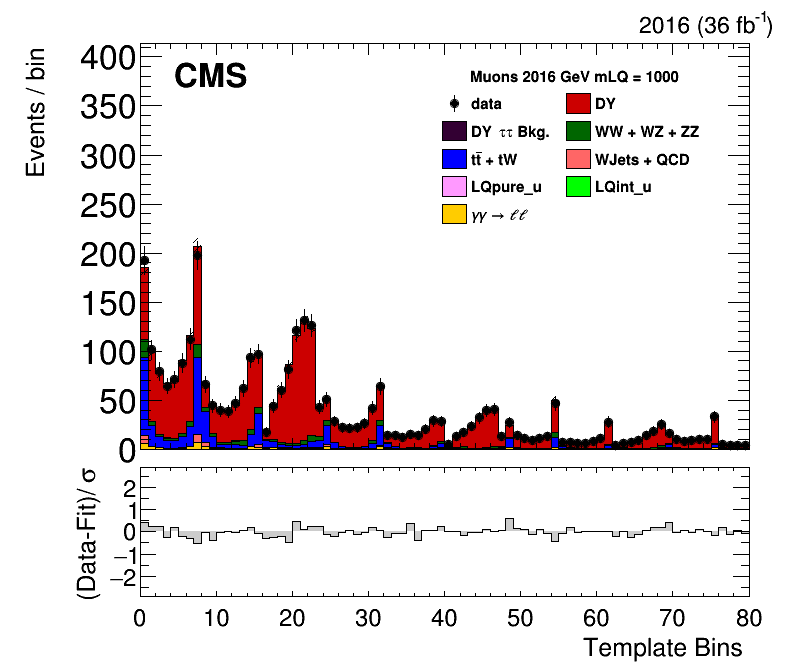 2016 (36 fb⁻¹)
Events / bin
CMS
Muons 2016 GeV mLQ = 1000
data
DY
DY ττ Bkg.
WW + WZ + ZZ
tt̄ + tW
WJets + QCD
LQpure_u
LQint_u
γγ → ℓℓ
400
350
300
250
200
150
100
50
0
(Data-Fit)/ σ
2
1
0
−1
−2
0 10 20 30 40 50 60 70 80
Template Bins